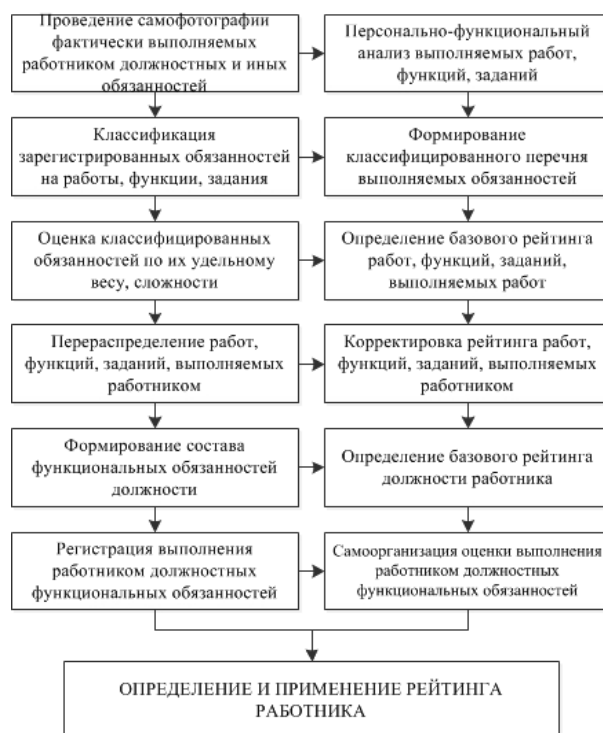 Проведение самофотографии
фактически выполняемых
работником должностных и иных
обязанностей
Персонально-функциональный
анализ выполняемых работ,
функций, заданий
Классификация
зарегистрированных обязанностей
на работы, функции, задания
Формирование
классифицированного перечня
выполняемых обязанностей
Оценка классифицированных
обязанностей по их удельному
весу, сложности
Определение базового рейтинга
работ, функций, заданий,
выполняемых работ
Перераспределение работ,
функций, заданий, выполняемых
работником
Корректировка рейтинга работ,
функций, заданий, выполняемых
работником
Формирование состава
функциональных обязанностей
должности
Определение базового рейтинга
должности работника
Регистрация выполнения
работником должностных
функциональных обязанностей
Самоорганизация оценки выполнения
работником должностных
функциональных обязанностей
ОПРЕДЕЛЕНИЕ И ПРИМЕНЕНИЕ РЕЙТИНГА
РАБОТНИКА